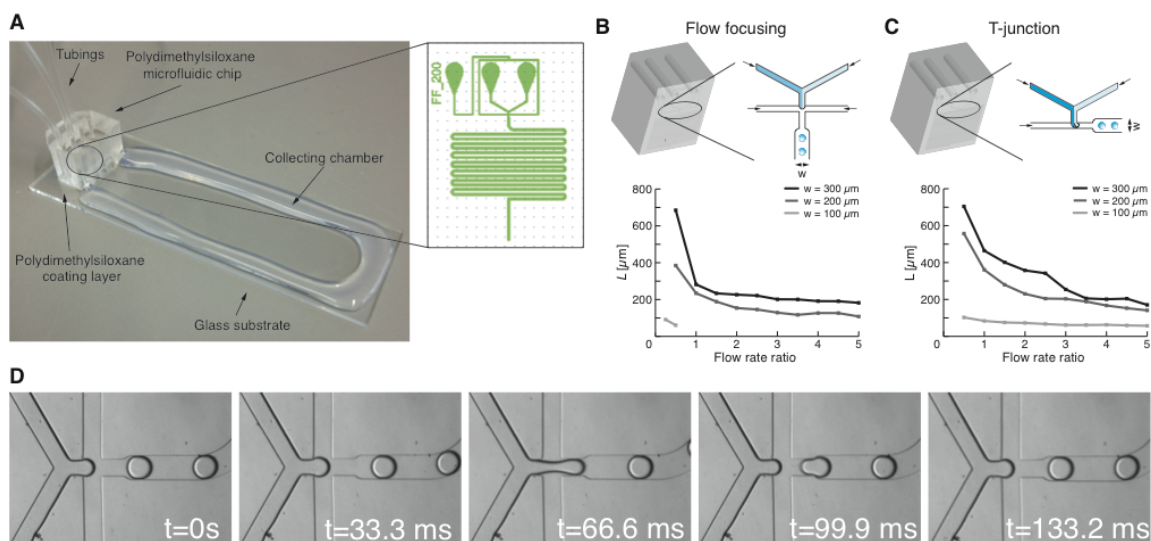 A
Tubings
Polydimethylsiloxane
microfluidic chip
Collecting chamber
Polydimethylsiloxane
coating layer
Glass substrate
FF_200
B
Flow focusing
w
w = 300 µm
w = 200 µm
w = 100 µm
800
600
400
200
0
L [µm]
1
2
3
4
5
Flow rate ratio
C
T-junction
w
w = 300 µm
w = 200 µm
w = 100 µm
800
600
400
200
0
L [µm]
1
2
3
4
5
Flow rate ratio
D
t=0s
t=33.3 ms
t=66.6 ms
t=99.9 ms
t=133.2 ms